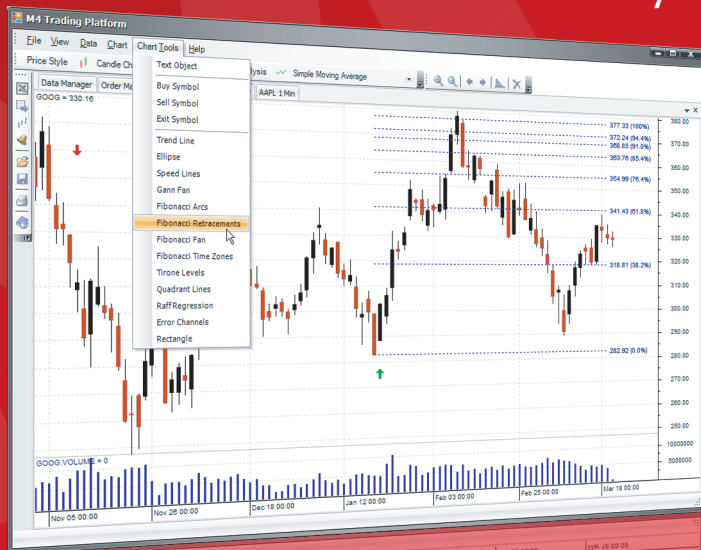 M4 Trading Platform
File View Data Chart Chart Tools Help
Price Style Candle Ch
Simple Moving Average
Data Manager Order Ma
AAPL 1 Min
GOOG = 330.16
Text Object
Buy Symbol
Sell Symbol
Exit Symbol
Trend Line
Ellipse
Speed Lines
Gann Fan
Fibonacci Arcs
Fibonacci Retracements
Fibonacci Fan
Fibonacci Time Zones
Tirone Levels
Quadrant Lines
Raff Regression
Error Channels
Rectangle
377.33 (100%)
372.24 (94.4%)
368.85 (91.0%)
363.76 (85.4%)
354.99 (76.4%)
341.43 (61.8%)
318.81 (38.2%)
282.92 (0.0%)
380.00
370.00
360.00
350.00
340.00
330.00
320.00
310.00
300.00
290.00
280.00
270.00
260.00
250.00
10000000
5000000
GOOG.VOLUME = 0
Nov 05 00:00 Nov 26 00:00 Dec 18 00:00 Jan 12 00:00 Feb 03 00:00 Feb 25 00:00 Mar 18 00:00